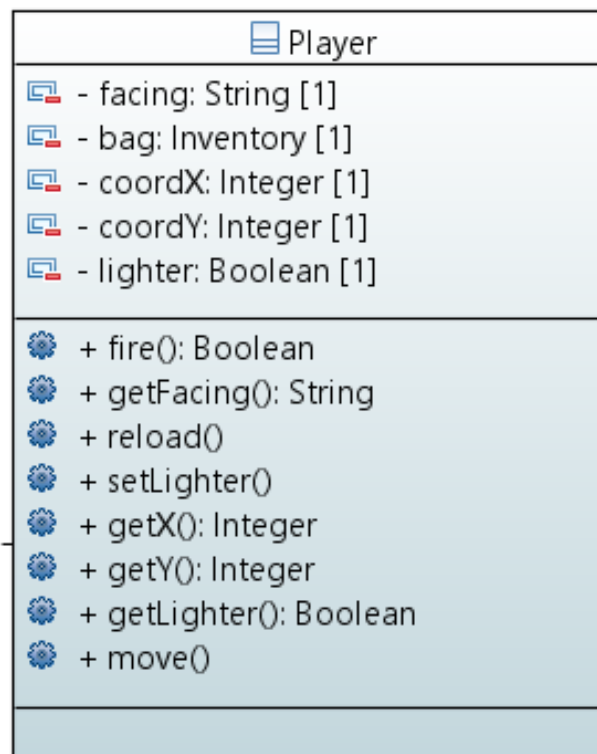 Player
- facing: String [1]
- bag: Inventory [1]
- coordX: Integer [1]
- coordY: Integer [1]
- lighter: Boolean [1]
+ fire(): Boolean
+ getFacing(): String
+ reload()
+ setLighter()
+ getX(): Integer
+ getY(): Integer
+ getLighter(): Boolean
+ move()